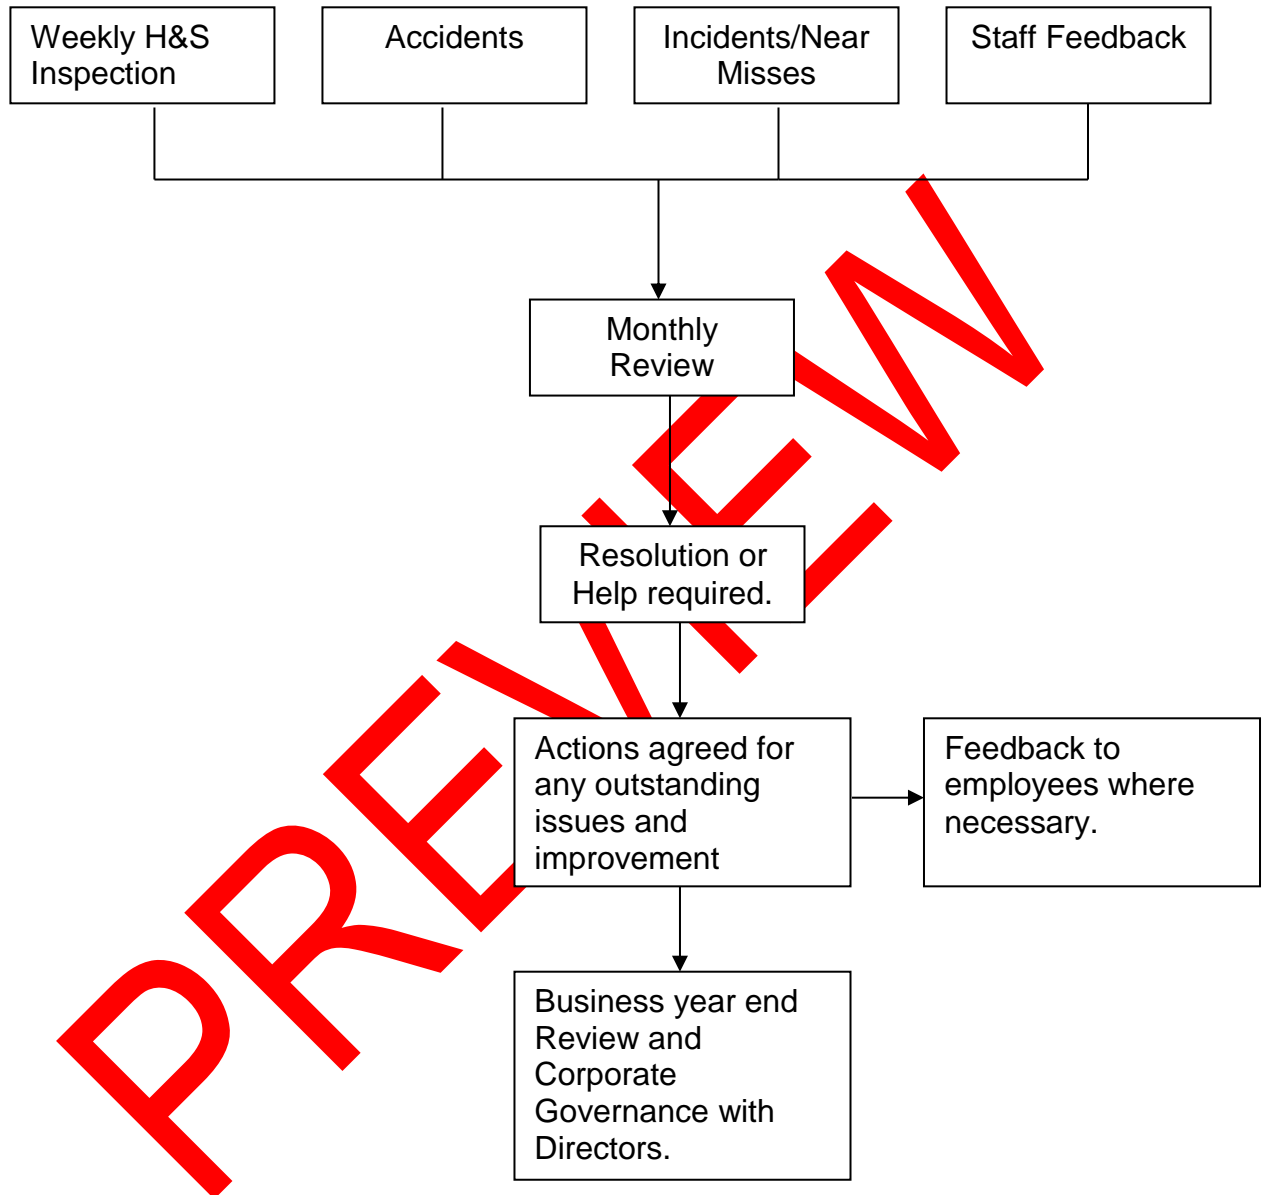 Weekly H&S
Inspection
Accidents
Incidents/Near
Misses
Staff Feedback
Monthly
Review
Resolution or
Help required.
Actions agreed for
any outstanding
issues and
improvement
Feedback to
employees where
necessary.
Business year end
Review and
Corporate
Governance with
Directors.
PREVIEW